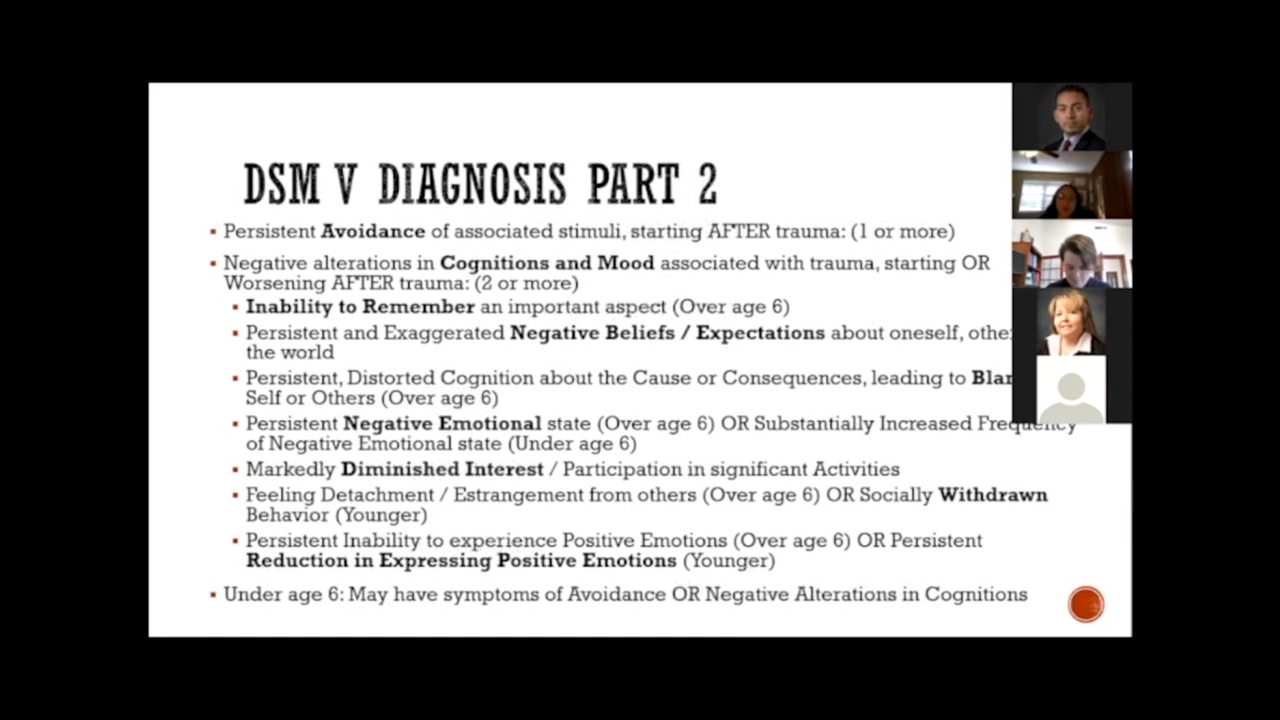 DSM V DIAGNOSIS PART 2
▪ Persistent Avoidance of associated stimuli, starting AFTER trauma: (1 or more)
▪ Negative alterations in Cognitions and Mood associated with trauma, starting OR
Worsening AFTER trauma: (2 or more)
▪ Inability to Remember an important aspect (Over age 6)
▪ Persistent and Exaggerated Negative Beliefs / Expectations about oneself,
the world
▪ Persistent, Distorted Cognition about the Cause or Consequences, leading to
Self or Others (Over age 6)
▪ Persistent Negative Emotional state (Over age 6) OR Substantially Increased Frequency
of Negative Emotional state (Under age 6)
▪ Markedly Diminished Interest / Participation in significant Activities
▪ Feeling Detachment / Estrangement from others (Over age 6) OR Socially Withdrawn
Behavior (Younger)
▪ Persistent Inability to experience Positive Emotions (Over age 6) OR Persistent
Reduction in Expressing Positive Emotions (Younger)
▪ Under age 6: May have symptoms of Avoidance OR Negative Alterations in Cognitions